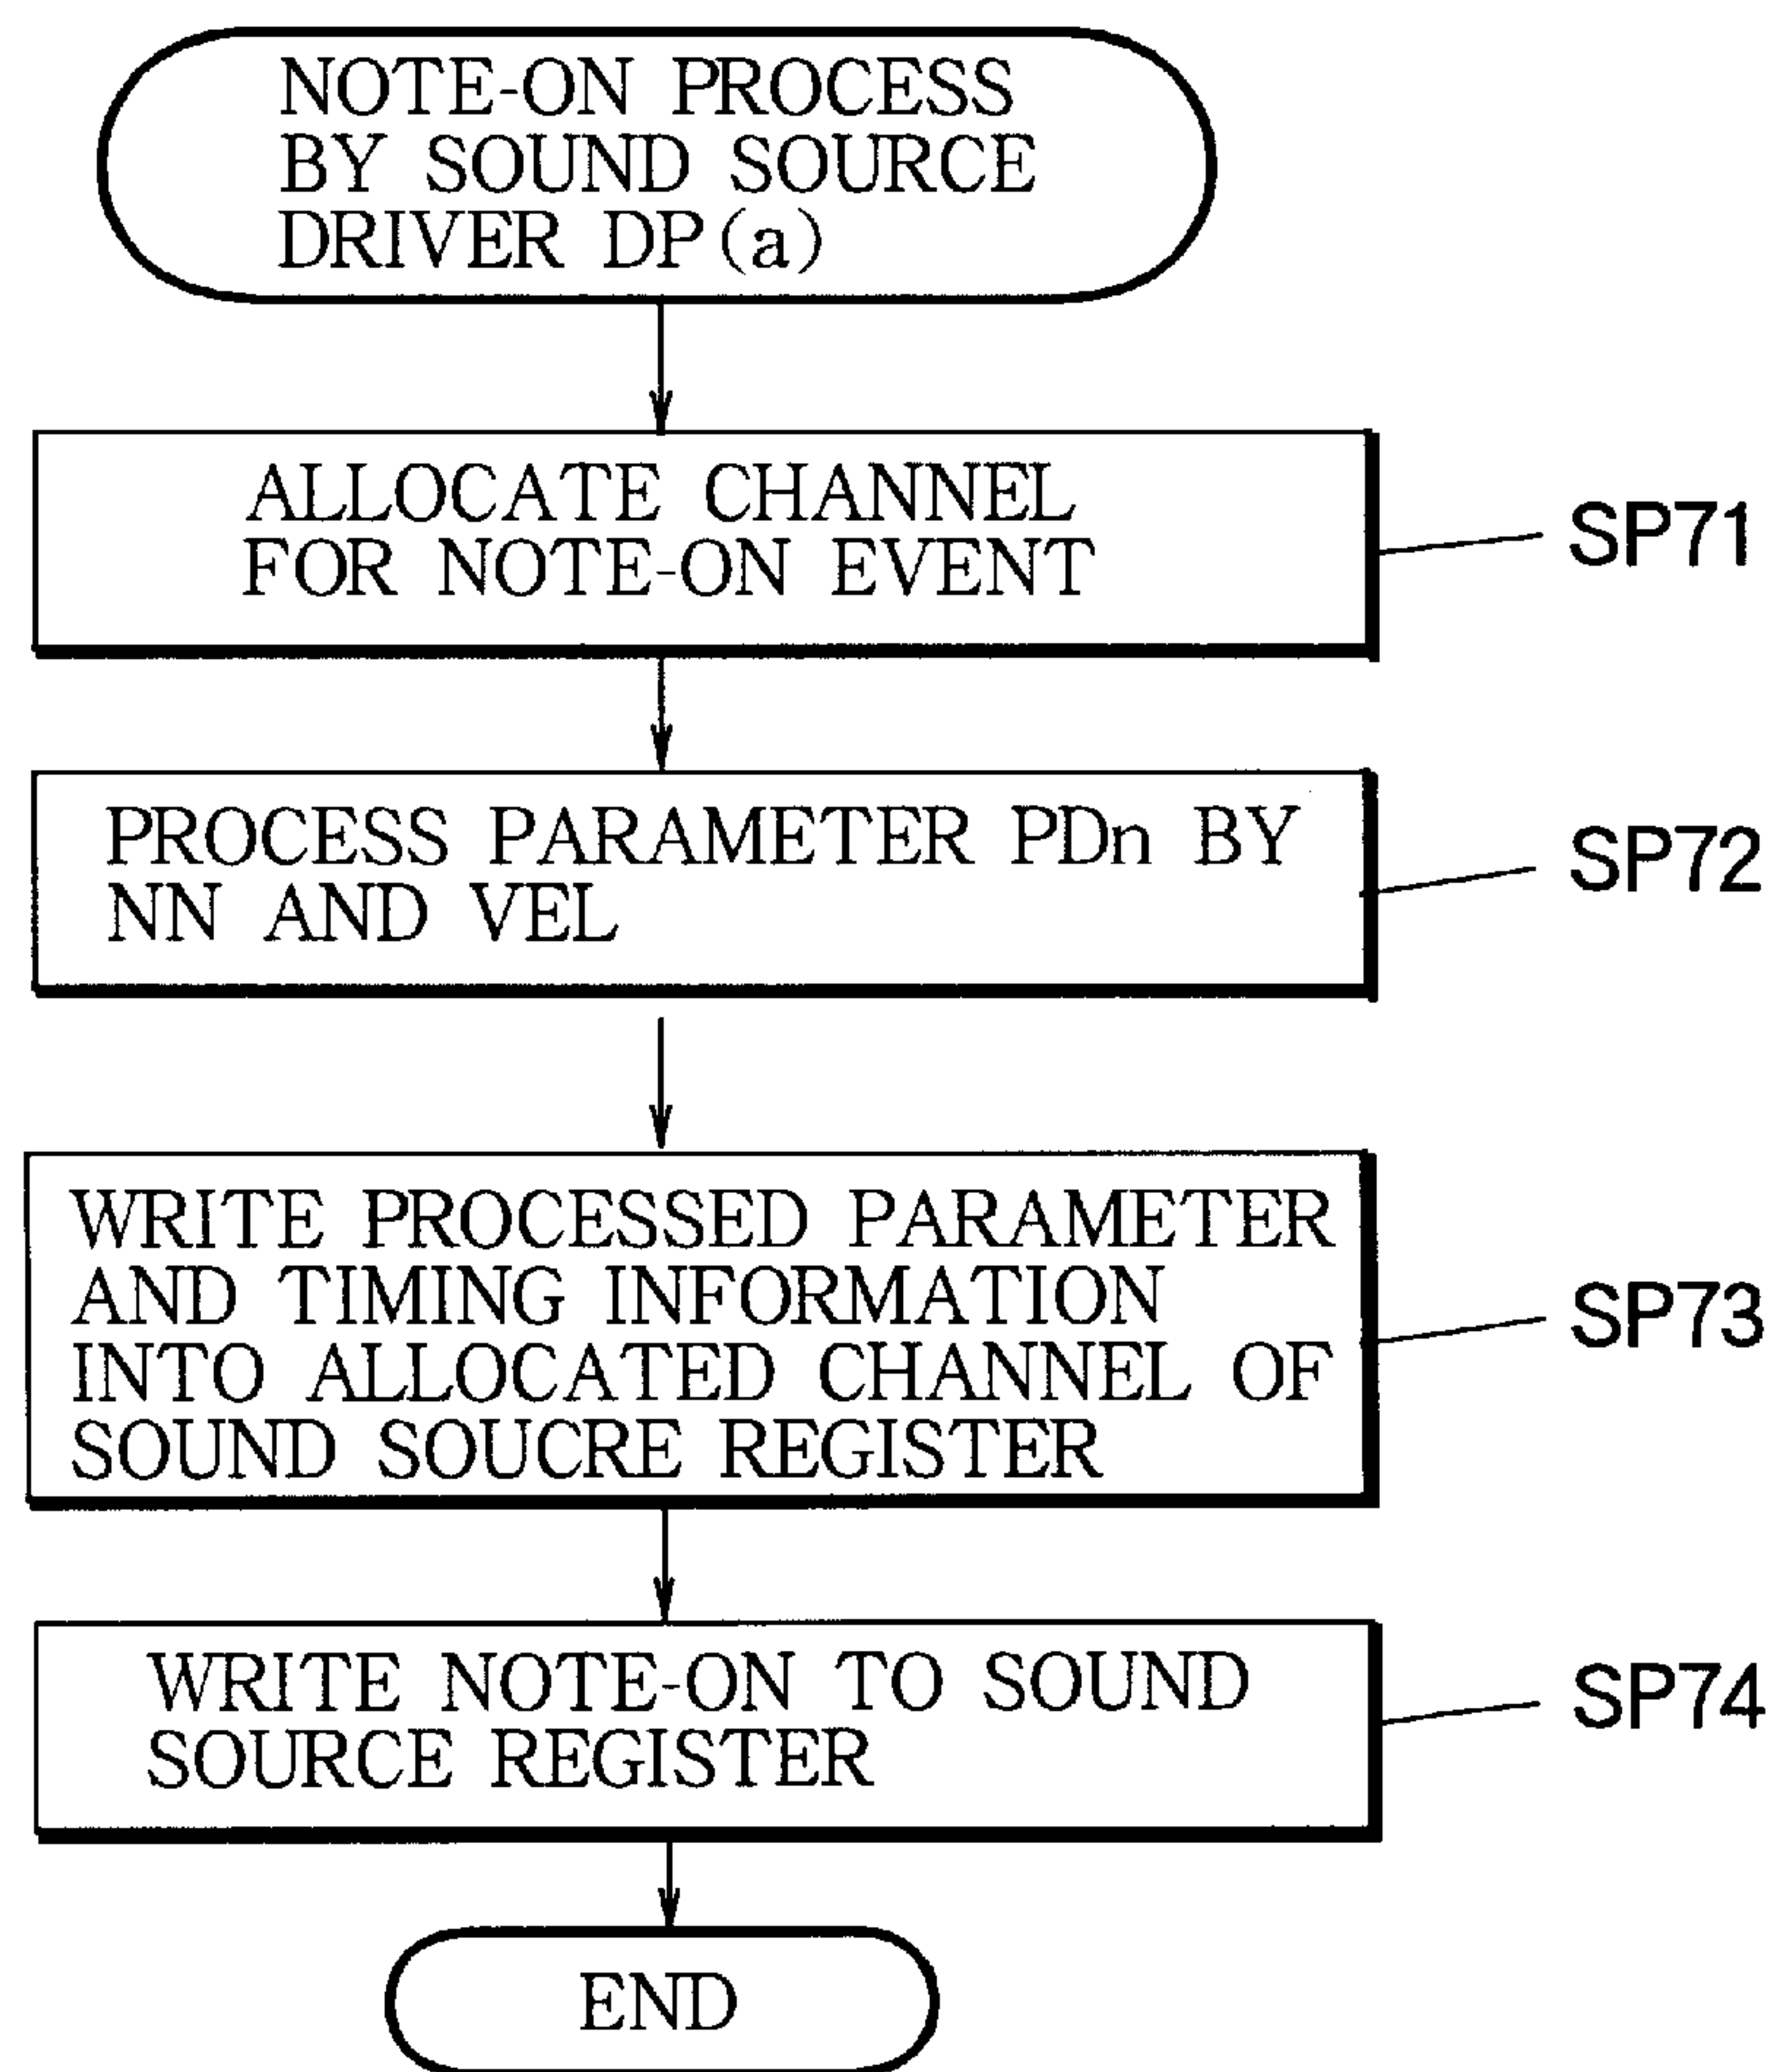 NOTE-ON PROCESS
BY SOUND SOURCE
DRIVER DP(a)
ALLOCATE CHANNEL
FOR NOTE-ON EVENT
SP71
PROCESS PARAMETER PDn BY
NN AND VEL
SP72
WRITE PROCESSED PARAMETER
AND TIMING INFORMATION
INTO ALLOCATED CHANNEL OF
SOUND SOUCRE REGISTER
SP73
WRITE NOTE-ON TO SOUND
SOURCE REGISTER
SP74
END